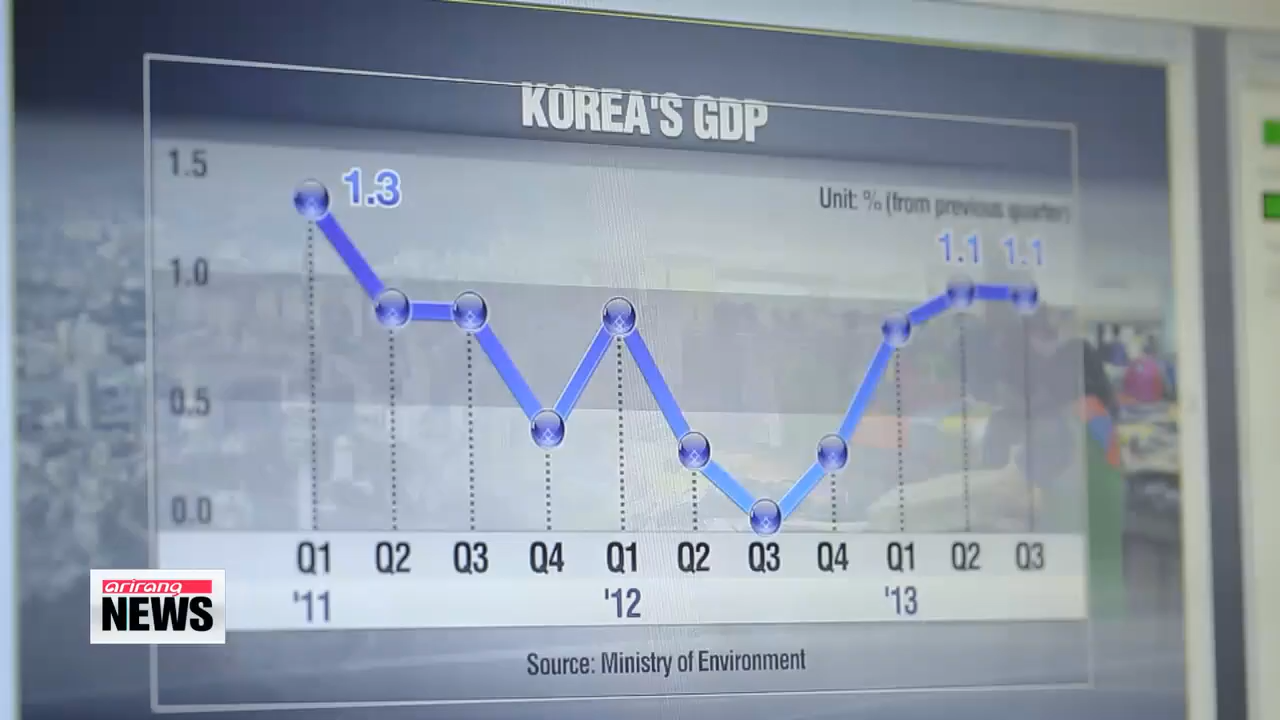 KOREA'S GDP
1.5
1.3
Unit: % (from previous quarter)
1.1 1.1
1.0
0.5
0.0
Q1 Q2 Q3 Q4 Q1 Q2 Q3 Q4 Q1 Q2 Q3
'11 '12 '13
arirang
NEWS
Source: Ministry of Environment